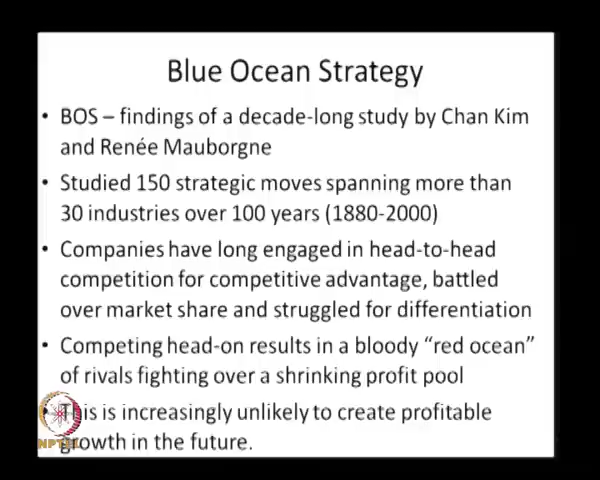 Blue Ocean Strategy
• BOS – findings of a decade-long study by Chan Kim
and Renée Mauborgne
• Studied 150 strategic moves spanning more than
30 industries over 100 years (1880-2000)
• Companies have long engaged in head-to-head
competition for competitive advantage, battled
over market share and struggled for differentiation
• Competing head-on results in a bloody “red ocean”
of rivals fighting over a shrinking profit pool
• This is increasingly unlikely to create profitable
growth in the future.
NPTEL